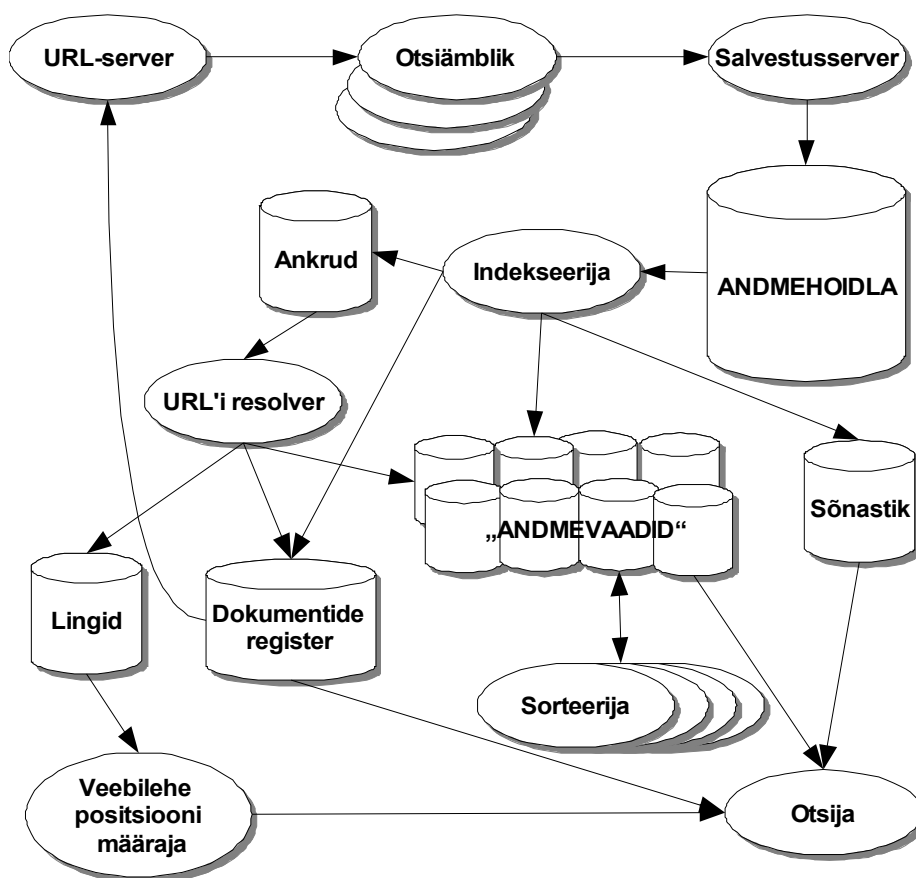 URL-server
Otsiämblik
Salvestusserver
Ankrud
Indekseerija
ANDMEHOIDLA
URL'i resolver
Sõnastik
„ANDMEVAADID“
Lingid
Dokumentide
register
Sorteerija
Veebilehe
positsiooni
määraja
Otsija